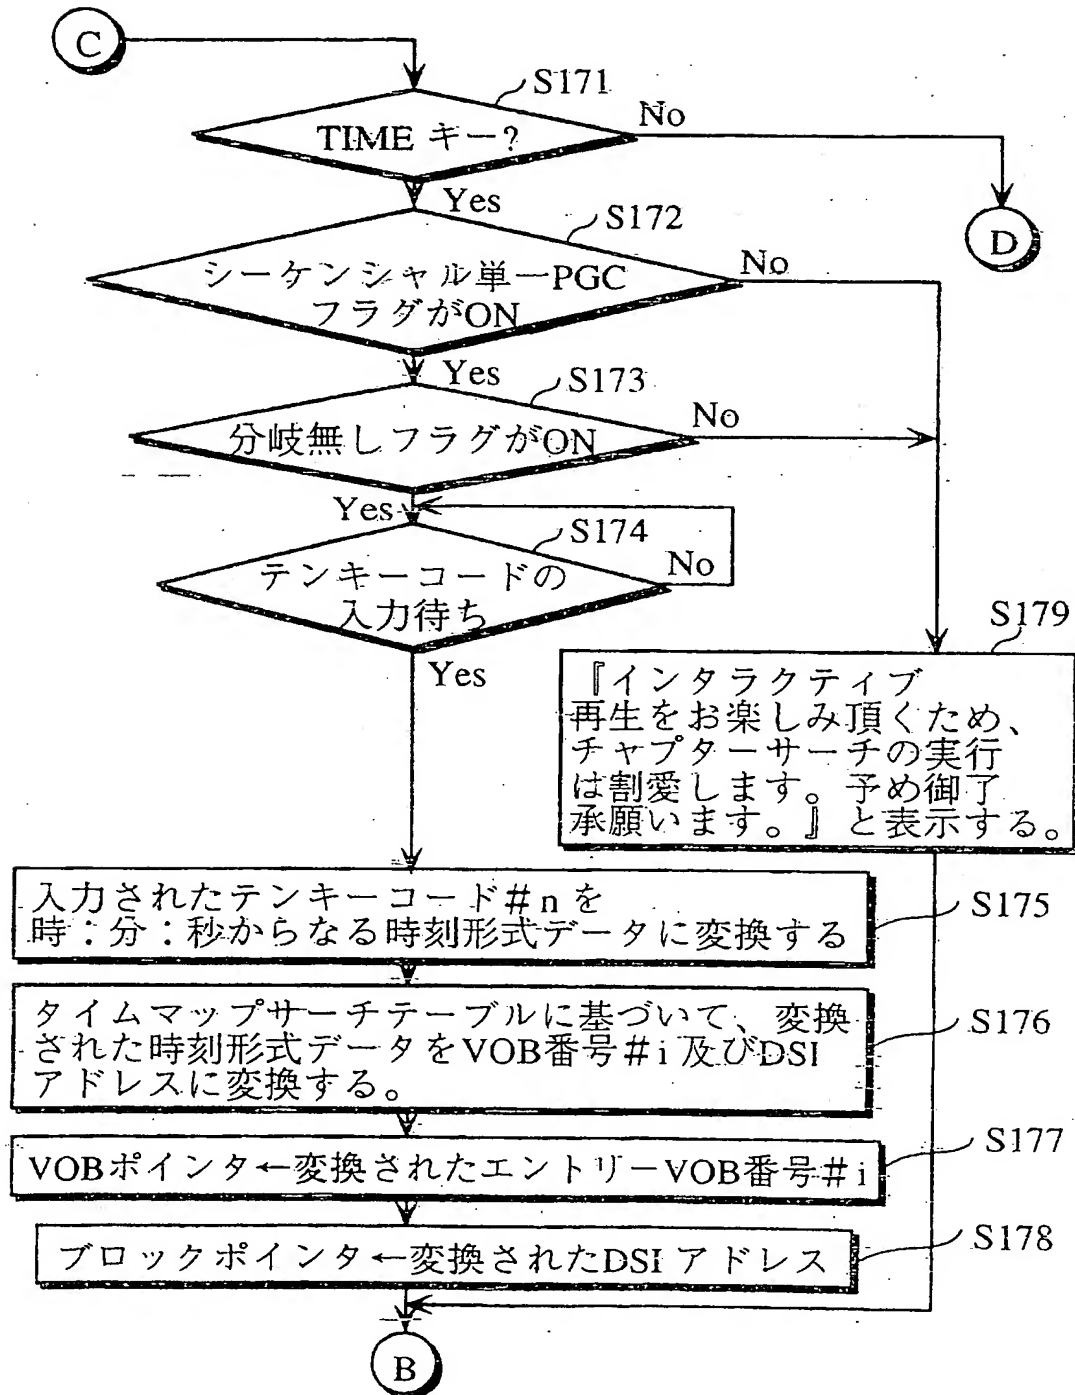 C
S171
TIME キー?
No
Yes
D
S172
シーケンシャル単一PGC
フラグがON
No
Yes
S173
分岐無しフラグがON
No
Yes
S174
テンキーコードの
入力待ち
No
Yes
S179
『インタラクティブ
再生をお楽しみ頂くため、
チャプターサーチの実行
は割愛します。予め御了
承願います。』と表示する。
入力されたテンキーコード#nを
時:分:秒からなる時刻形式データに変換する
S175
タイムマップサーチテーブルに基づいて、変換
された時刻形式データをVOB番号#i 及びDSI
アドレスに変換する。
S176
VOBポインタ←変換されたエントリーVOB番号#i
S177
ブロックポインタ←変換されたDSI アドレス
S178
B